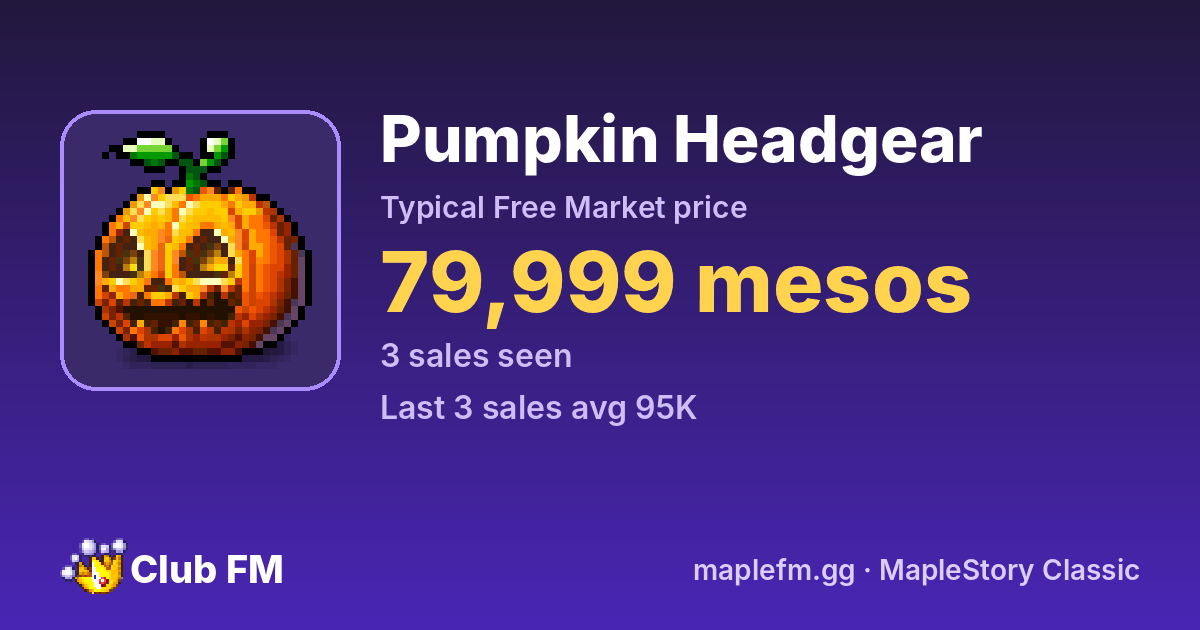 Pumpkin Headgear
Typical Free Market price
79,999 mesos
3 sales seen
Last 3 sales avg 95K
Club FM
maplefm.gg · MapleStory Classic